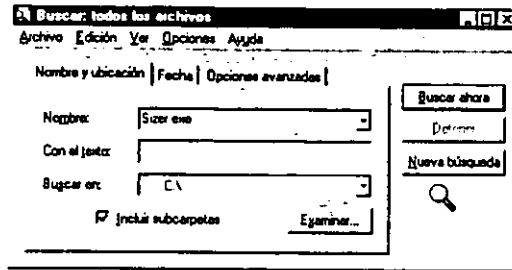 Buscar: todos los archivos
Archivo Edición Ver Opciones Ayuda
Nombre y ubicación Fecha Opciones avanzadas
Buscar ahora
Nombre: Sizer exe
Detener
Con el texto:
Nueva búsqueda
Buscar en: C:\
Incluir subcarpetas Examinar...